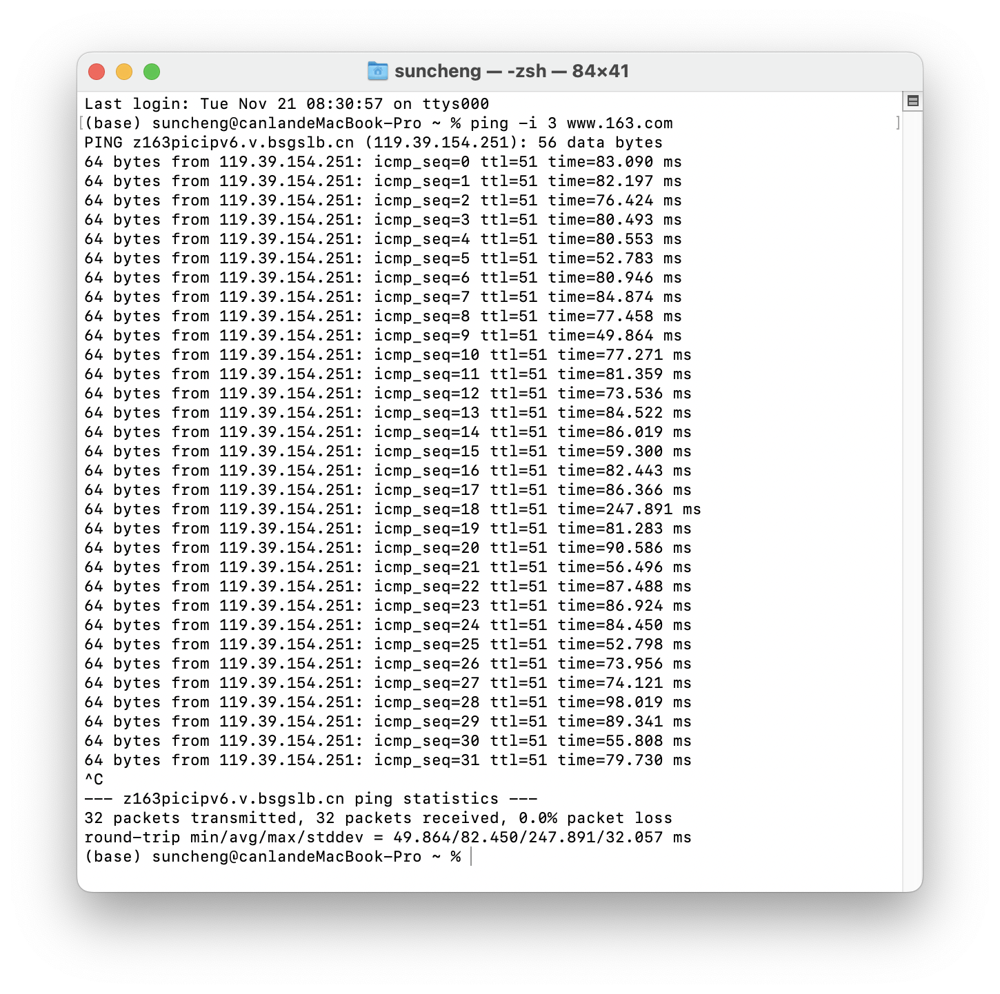 suncheng — -zsh — 84×41
Last login: Tue Nov 21 08:30:57 on ttys000
[(base) suncheng@canlandeMacBook-Pro ~ % ping -i 3 www.163.com ]
PING z163picipv6.v.bsgslb.cn (119.39.154.251): 56 data bytes
64 bytes from 119.39.154.251: icmp_seq=0 ttl=51 time=83.090 ms
64 bytes from 119.39.154.251: icmp_seq=1 ttl=51 time=82.197 ms
64 bytes from 119.39.154.251: icmp_seq=2 ttl=51 time=76.424 ms
64 bytes from 119.39.154.251: icmp_seq=3 ttl=51 time=80.493 ms
64 bytes from 119.39.154.251: icmp_seq=4 ttl=51 time=80.553 ms
64 bytes from 119.39.154.251: icmp_seq=5 ttl=51 time=52.783 ms
64 bytes from 119.39.154.251: icmp_seq=6 ttl=51 time=80.946 ms
64 bytes from 119.39.154.251: icmp_seq=7 ttl=51 time=84.874 ms
64 bytes from 119.39.154.251: icmp_seq=8 ttl=51 time=77.458 ms
64 bytes from 119.39.154.251: icmp_seq=9 ttl=51 time=49.864 ms
64 bytes from 119.39.154.251: icmp_seq=10 ttl=51 time=77.271 ms
64 bytes from 119.39.154.251: icmp_seq=11 ttl=51 time=81.359 ms
64 bytes from 119.39.154.251: icmp_seq=12 ttl=51 time=73.536 ms
64 bytes from 119.39.154.251: icmp_seq=13 ttl=51 time=84.522 ms
64 bytes from 119.39.154.251: icmp_seq=14 ttl=51 time=86.019 ms
64 bytes from 119.39.154.251: icmp_seq=15 ttl=51 time=59.300 ms
64 bytes from 119.39.154.251: icmp_seq=16 ttl=51 time=82.443 ms
64 bytes from 119.39.154.251: icmp_seq=17 ttl=51 time=86.366 ms
64 bytes from 119.39.154.251: icmp_seq=18 ttl=51 time=247.891 ms
64 bytes from 119.39.154.251: icmp_seq=19 ttl=51 time=81.283 ms
64 bytes from 119.39.154.251: icmp_seq=20 ttl=51 time=90.586 ms
64 bytes from 119.39.154.251: icmp_seq=21 ttl=51 time=56.496 ms
64 bytes from 119.39.154.251: icmp_seq=22 ttl=51 time=87.488 ms
64 bytes from 119.39.154.251: icmp_seq=23 ttl=51 time=86.924 ms
64 bytes from 119.39.154.251: icmp_seq=24 ttl=51 time=84.450 ms
64 bytes from 119.39.154.251: icmp_seq=25 ttl=51 time=52.798 ms
64 bytes from 119.39.154.251: icmp_seq=26 ttl=51 time=73.956 ms
64 bytes from 119.39.154.251: icmp_seq=27 ttl=51 time=74.121 ms
64 bytes from 119.39.154.251: icmp_seq=28 ttl=51 time=98.019 ms
64 bytes from 119.39.154.251: icmp_seq=29 ttl=51 time=89.341 ms
64 bytes from 119.39.154.251: icmp_seq=30 ttl=51 time=55.808 ms
64 bytes from 119.39.154.251: icmp_seq=31 ttl=51 time=79.730 ms
^C
--- z163picipv6.v.bsgslb.cn ping statistics ---
32 packets transmitted, 32 packets received, 0.0% packet loss
round-trip min/avg/max/stddev = 49.864/82.450/247.891/32.057 ms
(base) suncheng@canlandeMacBook-Pro ~ %